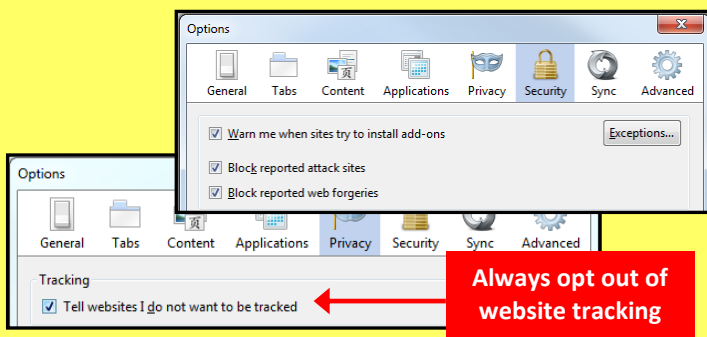 Options
General Tabs Content Applications Privacy Security Sync Advanced
Warn me when sites try to install add-ons Exceptions...
Block reported attack sites
Block reported web forgeries
Options
General Tabs Content Applications Privacy Security Sync Advanced
Tracking
Tell websites I do not want to be tracked
Always opt out of
website tracking